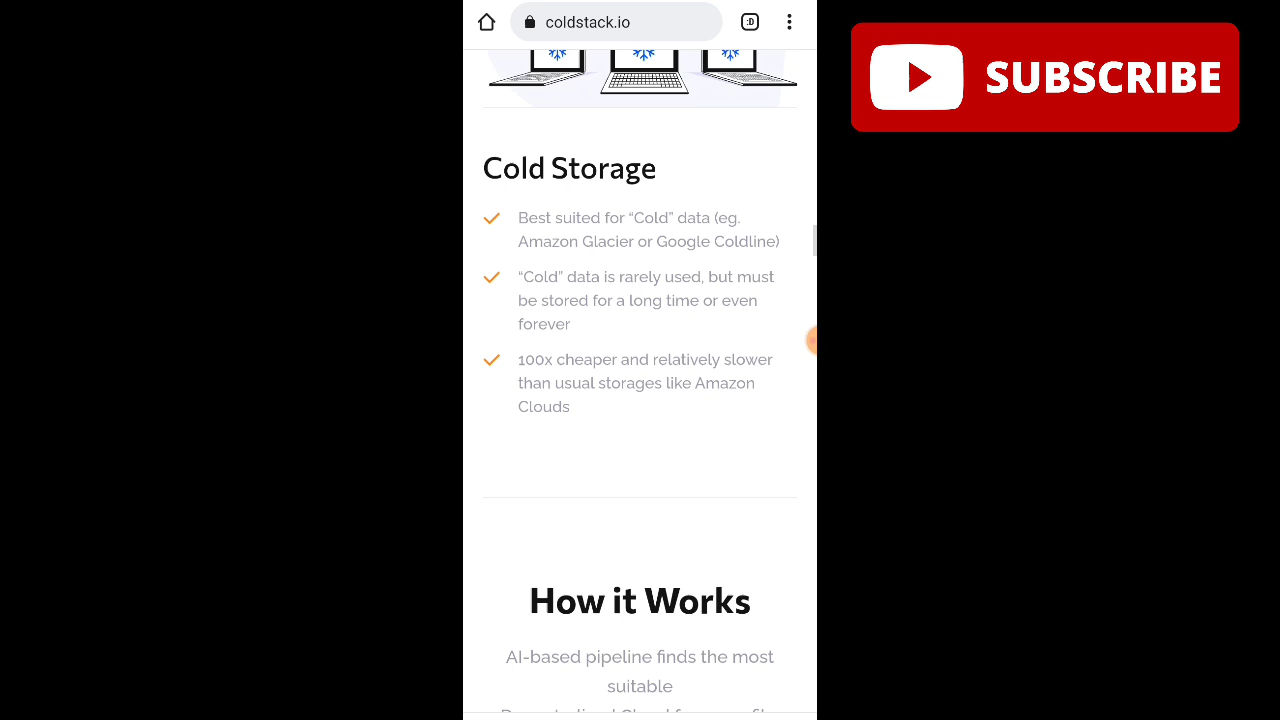 coldstack.io
:D
SUBSCRIBE
Cold Storage
Best suited for “Cold” data (eg.
Amazon Glacier or Google Coldline)
“Cold” data is rarely used, but must
be stored for a long time or even
forever
100x cheaper and relatively slower
than usual storages like Amazon
Clouds
How it Works
AI-based pipeline finds the most
suitable